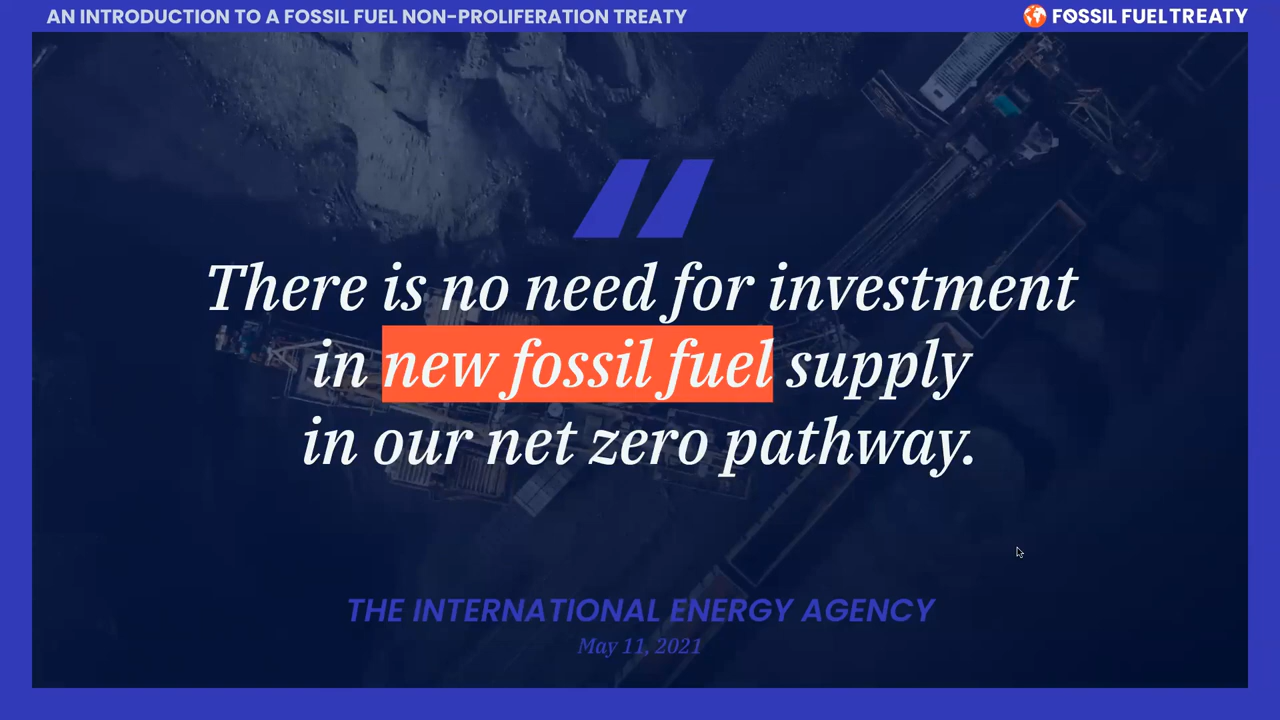 AN INTRODUCTION TO A FOSSIL FUEL NON-PROLIFERATION TREATY
FOSSIL FUEL TREATY
There is no need for investment
in new fossil fuel supply
in our net zero pathway.
THE INTERNATIONAL ENERGY AGENCY
May 11, 2021